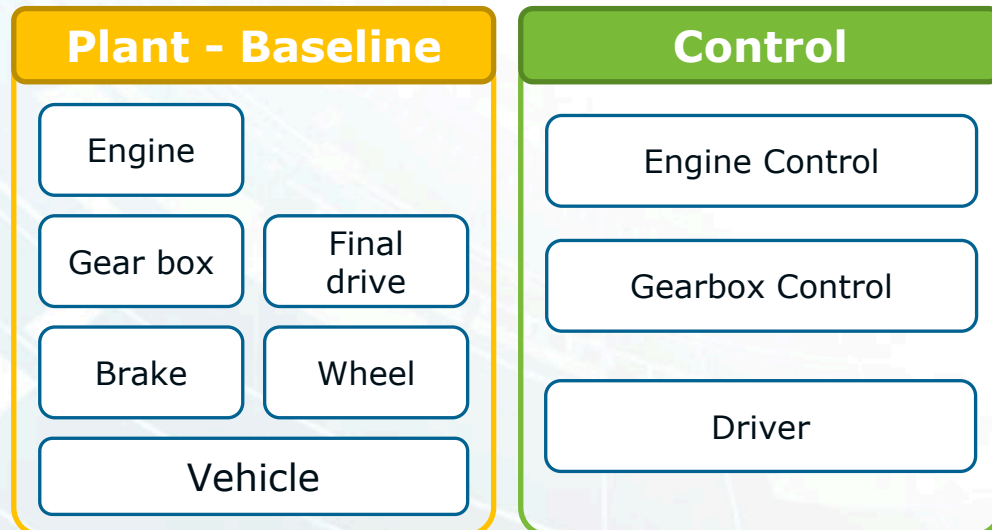 Plant - Baseline
Engine
Gear box
Final
drive
Brake
Wheel
Vehicle
Control
Engine Control
Gearbox Control
Driver